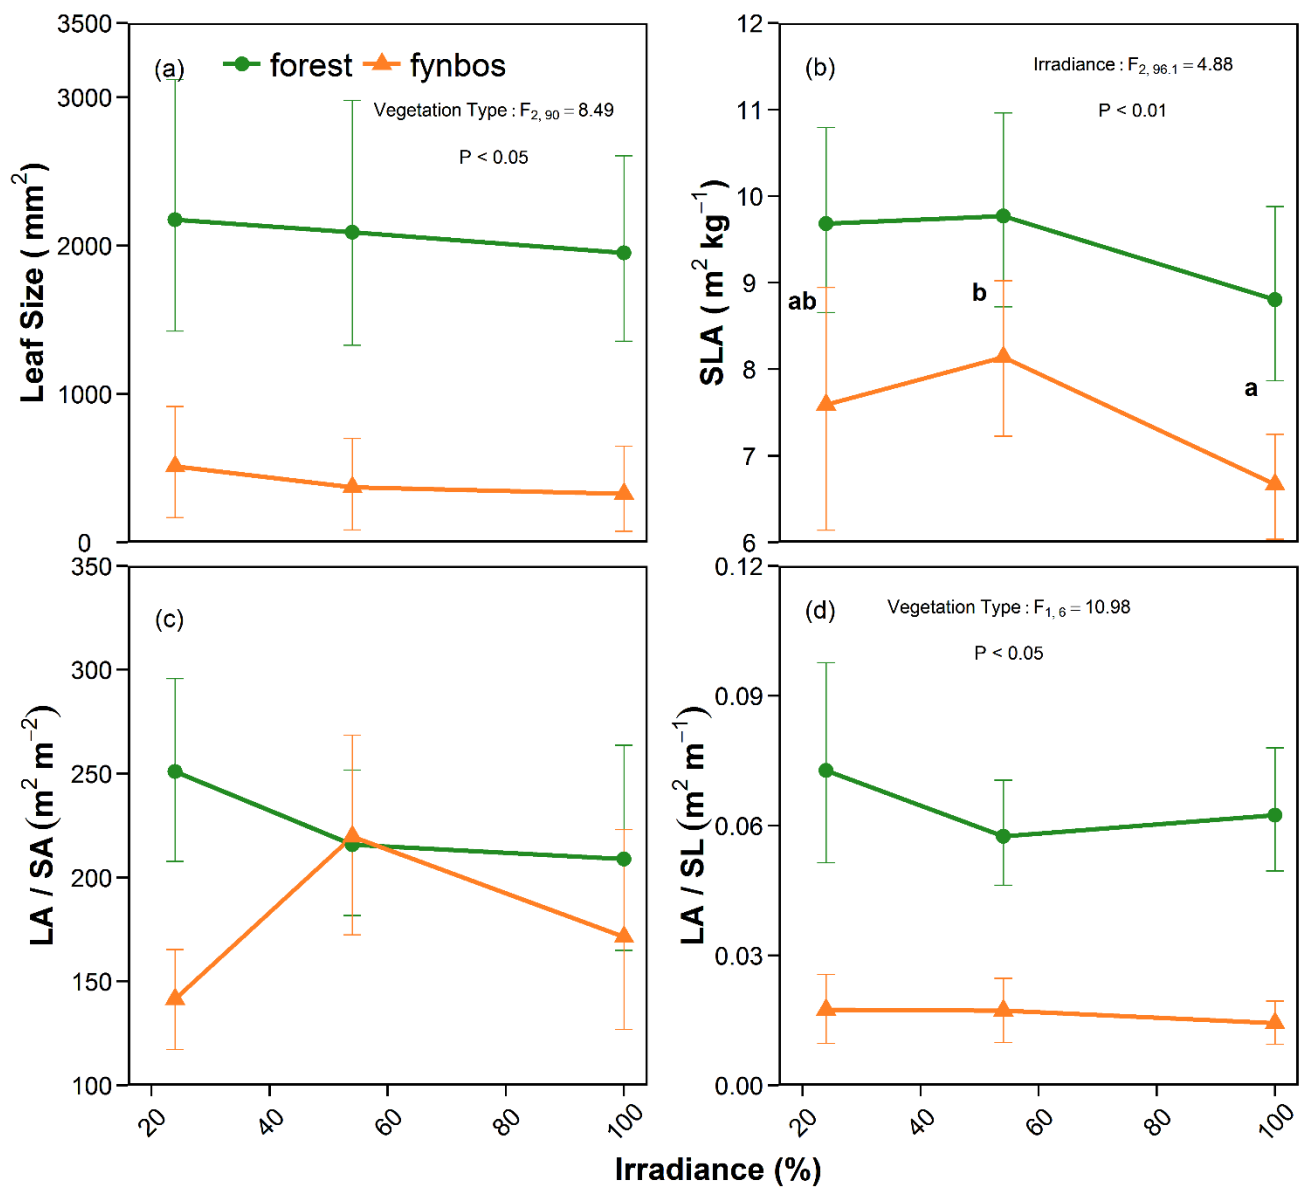 3500
3000
2000
1000
0
Leaf Size ( mm²)
(a)
forest
fynbos
Vegetation Type : F₂, ₉₀ = 8.49
P < 0.05
12
11
10
9
8
7
6
SLA ( m² kg⁻¹)
(b)
Irradiance : F₂, ₉₆.₁ = 4.88
P < 0.01
ab
b
a
350
300
250
200
150
100
LA / SA (m² m⁻²)
(c)
20
40
60
80
100
0.12
0.09
0.06
0.03
0.00
LA / SL (m² m⁻¹)
(d)
Vegetation Type : F₁, ₆ = 10.98
P < 0.05
20
40
60
80
100
Irradiance (%)